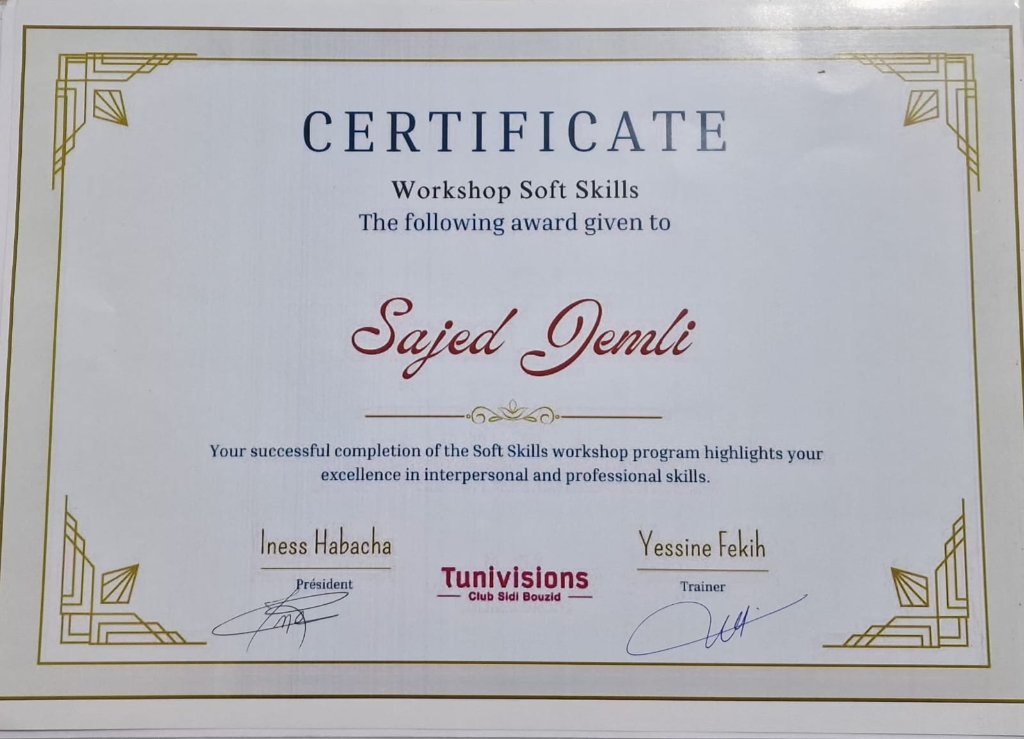 CERTIFICATE
Workshop Soft Skills
The following award given to
Sajed Jemli
Your successful completion of the Soft Skills workshop program highlights your
excellence in interpersonal and professional skills.
Iness Habacha
Président
Tunivisions
Club Sidi Bouzid
Yessine Fekih
Trainer